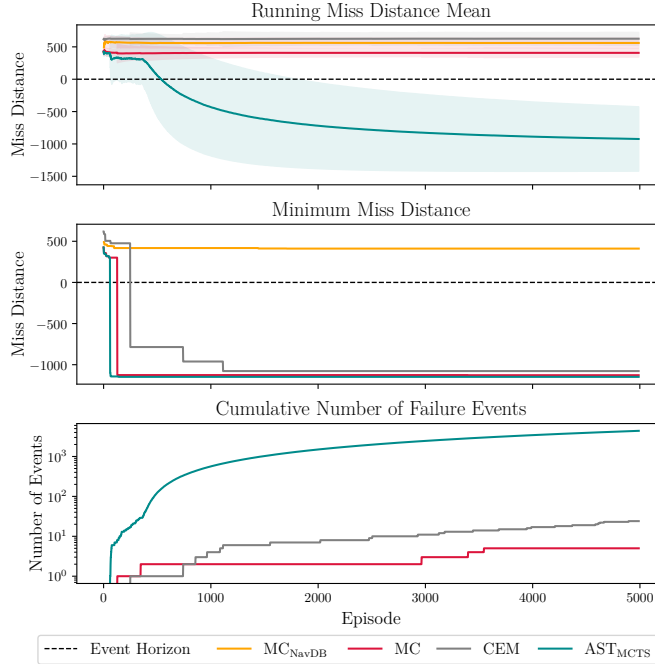 Running Miss Distance Mean
Miss Distance
500
0
−500
−1000
−1500
Minimum Miss Distance
Miss Distance
500
0
−500
−1000
Cumulative Number of Failure Events
Number of Events
10³
10²
10¹
10⁰
0 1000 2000 3000 4000 5000
Episode
Event Horizon MC_NavDB MC CEM AST_MCTS